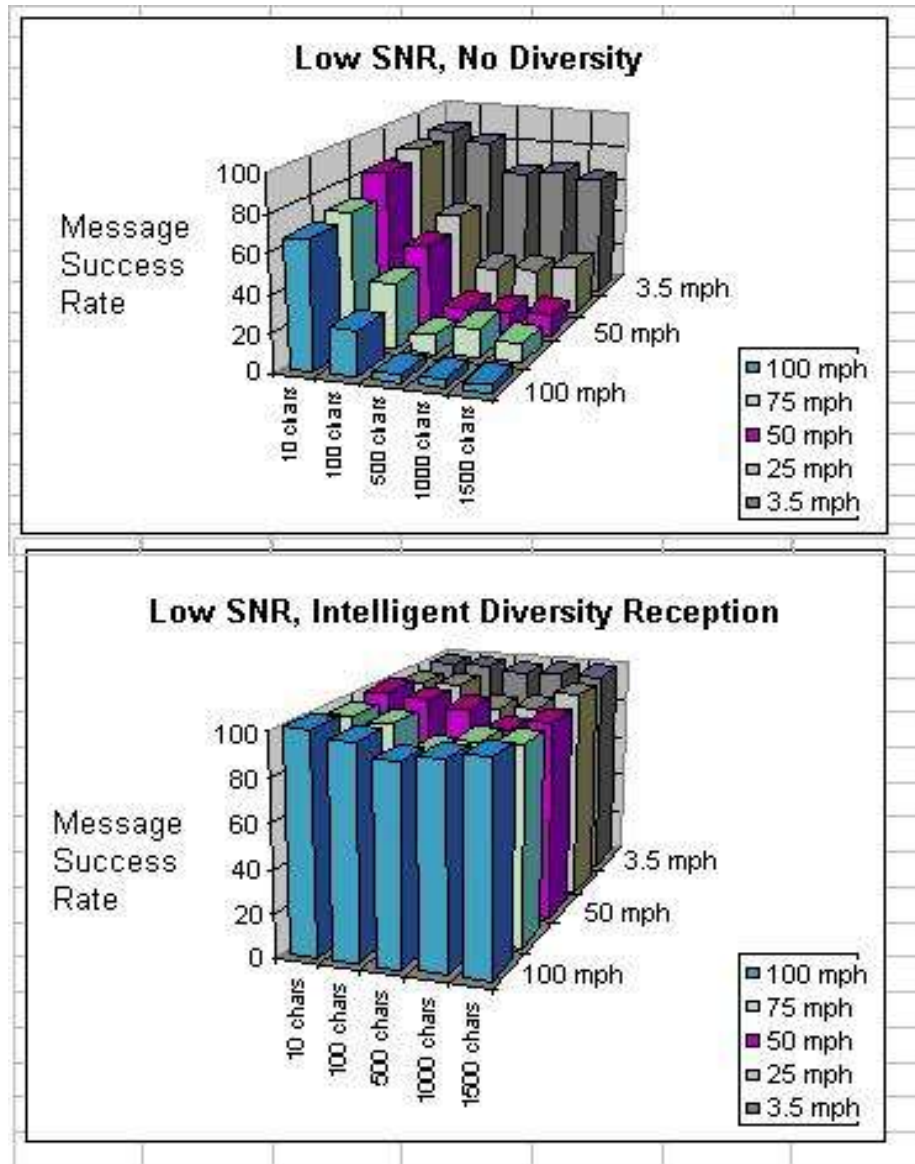 Low SNR, No Diversity
Message
Success
Rate
100
80
60
40
20
0
10 chars
100 chars
500 chars
1000 chars
1500 chars
3.5 mph
50 mph
100 mph
100 mph
75 mph
50 mph
25 mph
3.5 mph
Low SNR, Intelligent Diversity Reception
Message
Success
Rate
100
80
60
40
20
0
10 chars
100 chars
500 chars
1000 chars
1500 chars
3.5 mph
50 mph
100 mph
100 mph
75 mph
50 mph
25 mph
3.5 mph